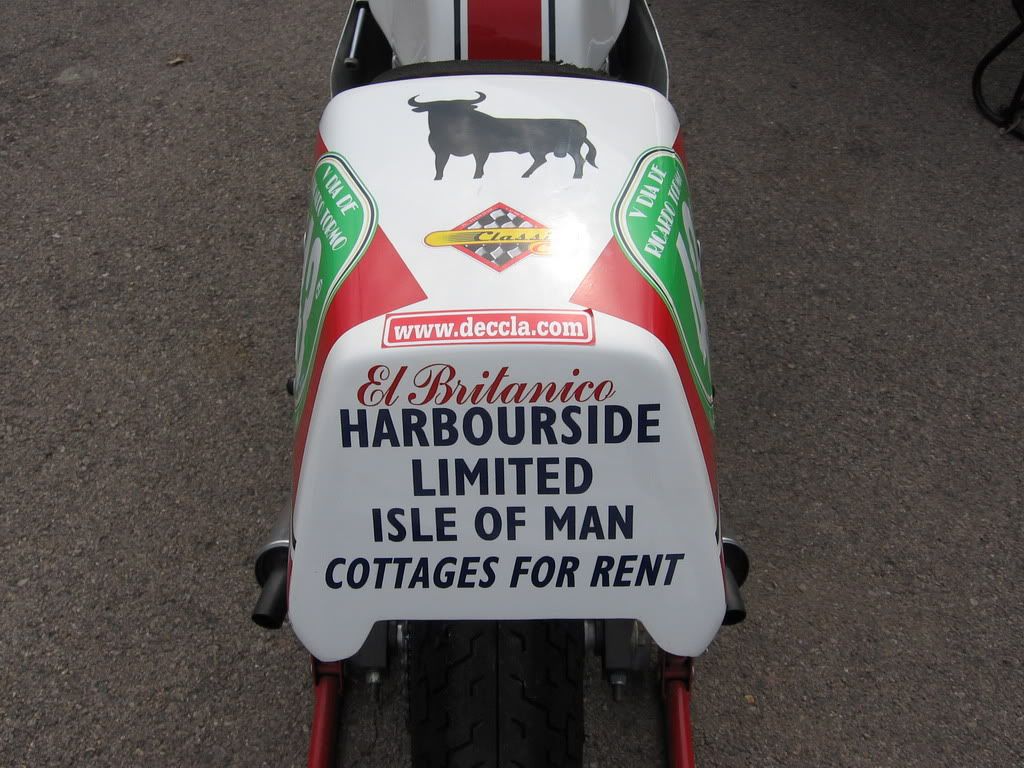 V DIA DE
TORMO
V DIA DE
RICARDO TORMO
www.deccla.com
El Britanico
HARBOURSIDE
LIMITED
ISLE OF MAN
COTTAGES FOR RENT